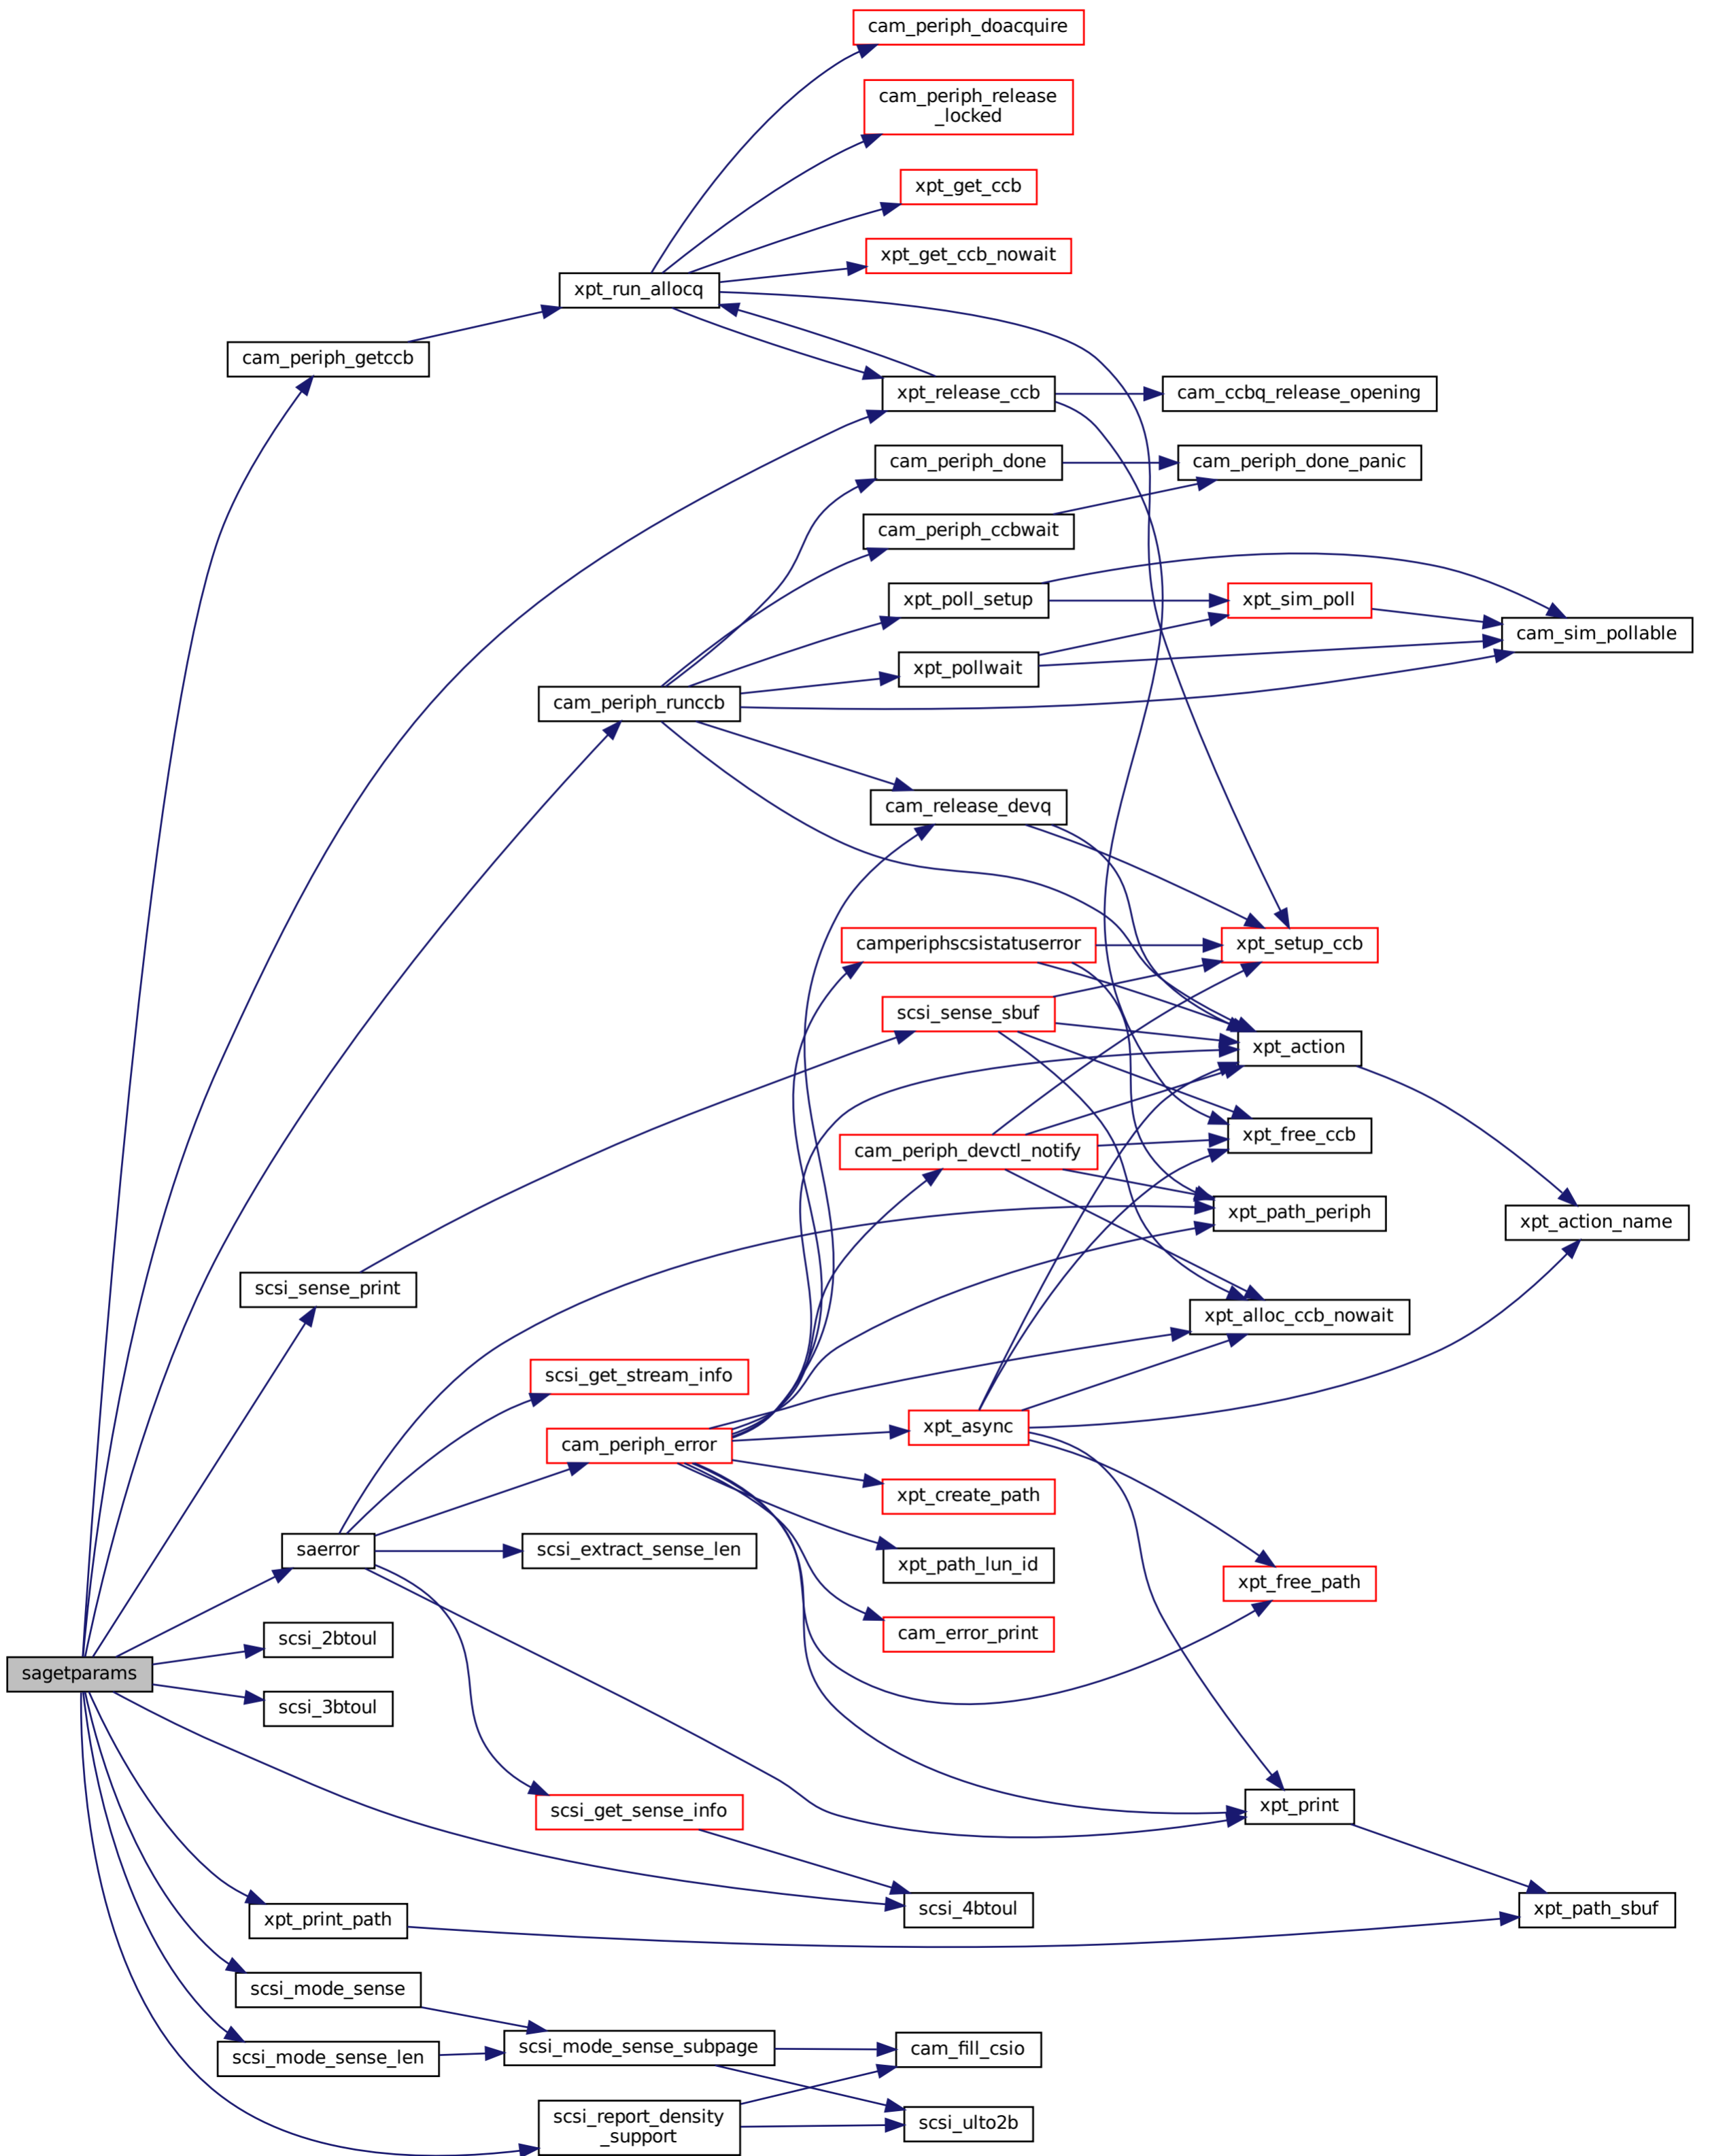 cam_periph_doacquire
cam_periph_release
_locked
xpt_get_ccb
xpt_get_ccb_nowait
xpt_run_allocq
cam_periph_getccb
xpt_release_ccb
cam_ccbq_release_opening
cam_periph_done
cam_periph_done_panic
cam_periph_ccbwait
xpt_poll_setup
xpt_sim_poll
cam_sim_pollable
xpt_pollwait
cam_periph_runccb
cam_release_devq
camperiphscsistatuserror
xpt_setup_ccb
scsi_sense_sbuf
xpt_action
xpt_free_ccb
cam_periph_devctl_notify
xpt_path_periph
xpt_action_name
scsi_sense_print
xpt_alloc_ccb_nowait
scsi_get_stream_info
xpt_async
cam_periph_error
xpt_create_path
saerror
scsi_extract_sense_len
xpt_path_lun_id
xpt_free_path
cam_error_print
scsi_2btoul
sagetparams
scsi_3btoul
scsi_get_sense_info
xpt_print
scsi_4btoul
xpt_print_path
xpt_path_sbuf
scsi_mode_sense
scsi_mode_sense_len
scsi_mode_sense_subpage
cam_fill_csio
scsi_report_density
_support
scsi_ulto2b